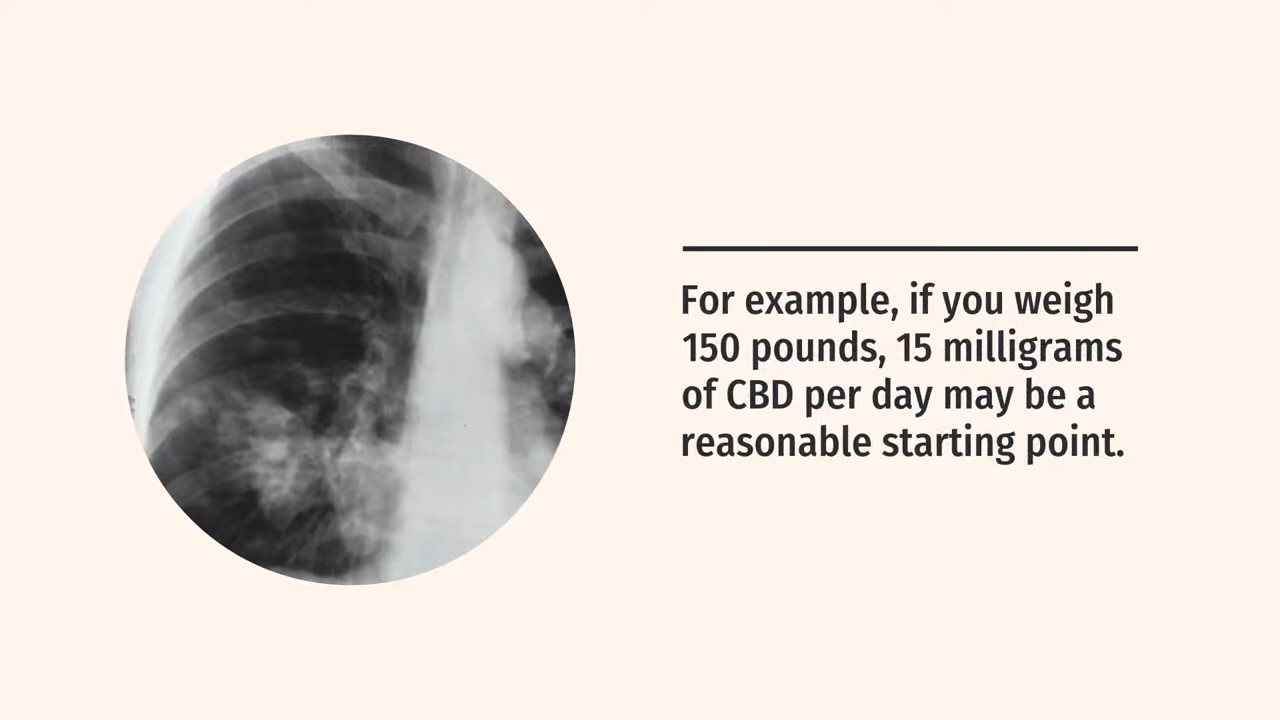 For example, if you weigh
150 pounds, 15 milligrams
of CBD per day may be a
reasonable starting point.